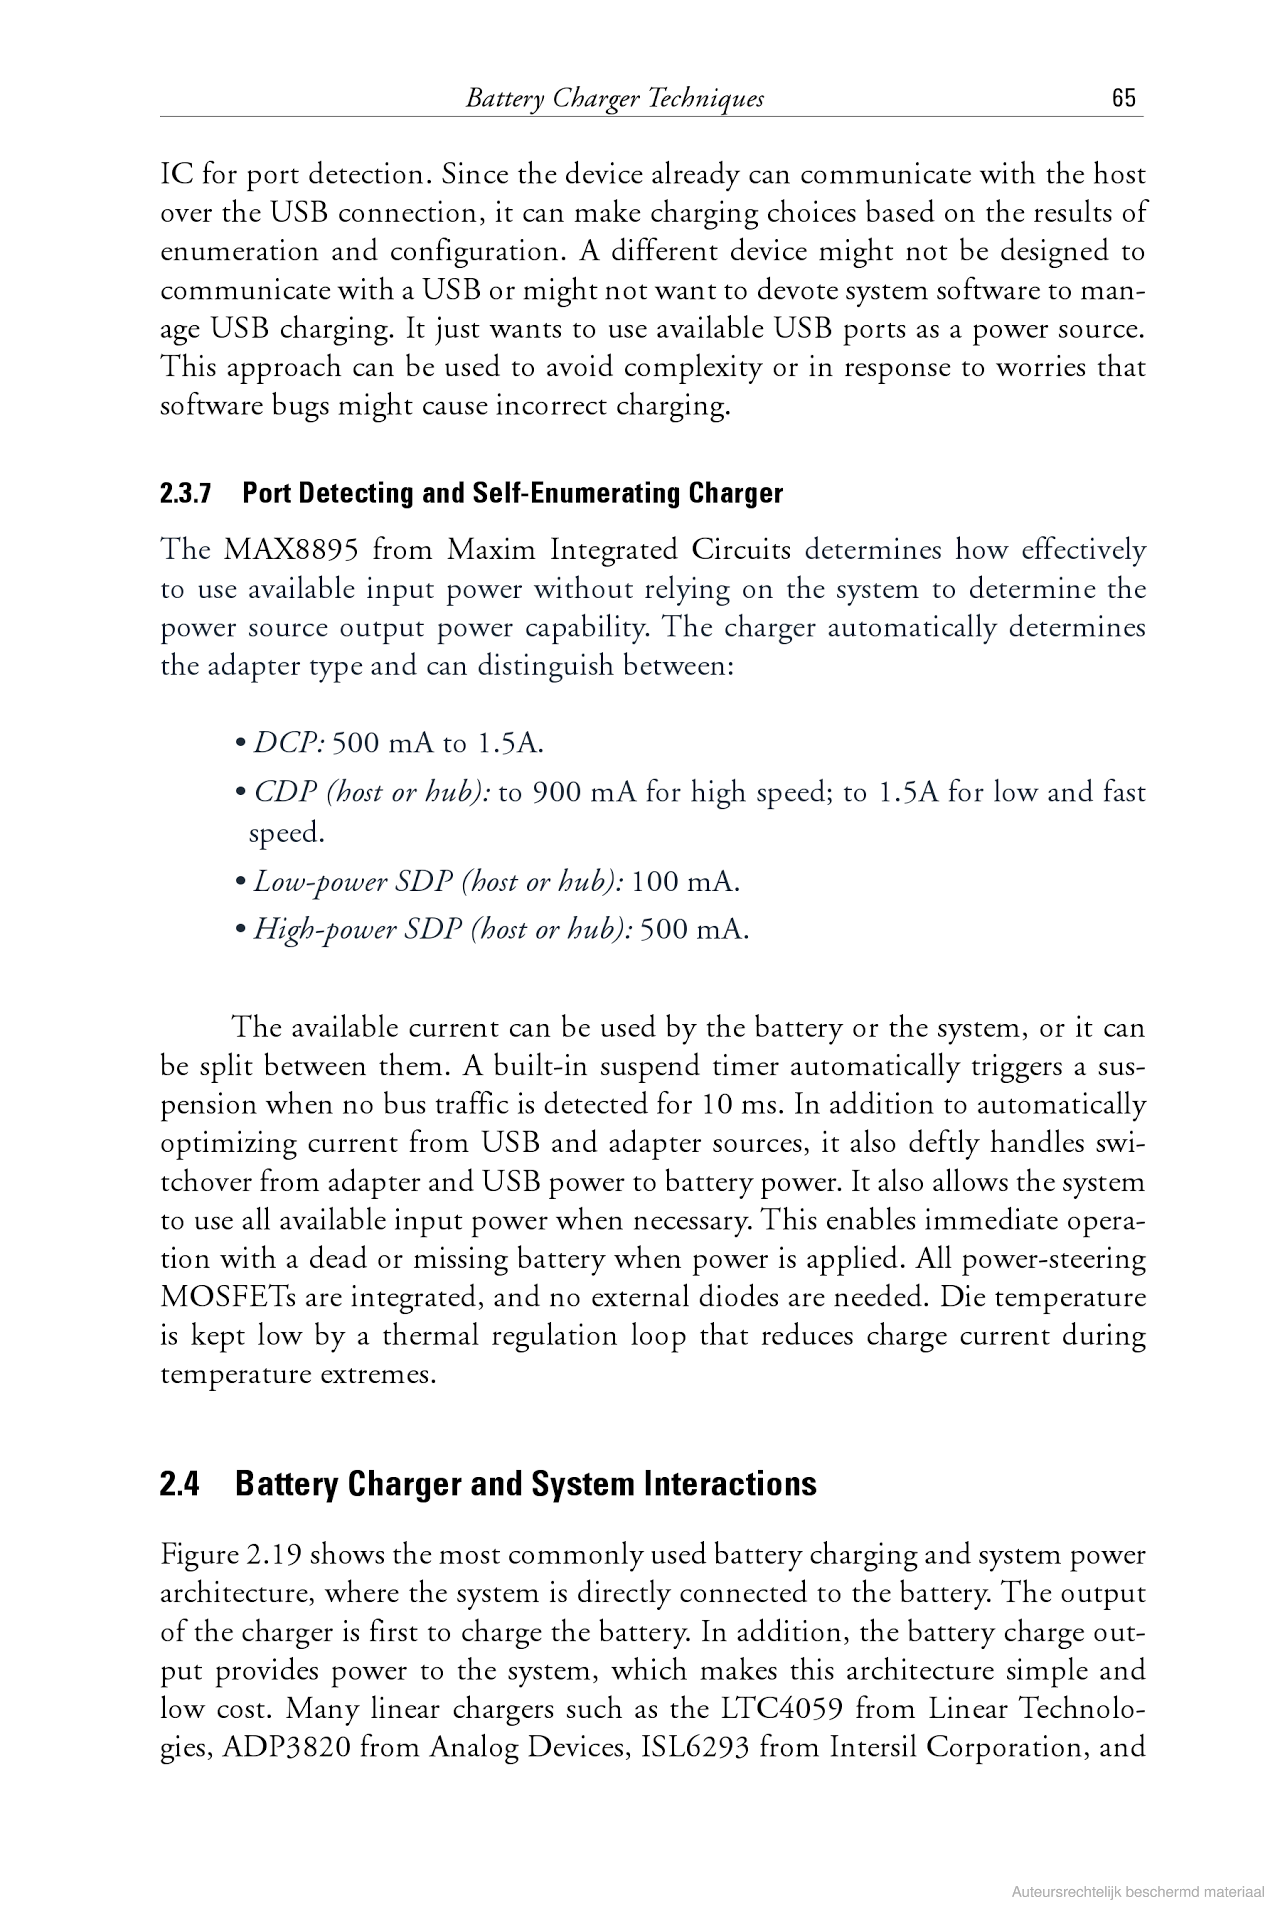 Battery Charger Techniques 65
IC for port detection. Since the device already can communicate with the host
over the USB connection, it can make charging choices based on the results of
enumeration and configuration. A different device might not be designed to
communicate with a USB or might not want to devote system software to man-
age USB charging. It just wants to use available USB ports as a power source.
This approach can be used to avoid complexity or in response to worries that
software bugs might cause incorrect charging.
2.3.7 Port Detecting and Self-Enumerating Charger
The MAX8895 from Maxim Integrated Circuits determines how effectively
to use available input power without relying on the system to determine the
power source output power capability. The charger automatically determines
the adapter type and can distinguish between:
• DCP: 500 mA to 1.5A.
• CDP (host or hub): to 900 mA for high speed; to 1.5A for low and fast
speed.
• Low-power SDP (host or hub): 100 mA.
• High-power SDP (host or hub): 500 mA.
The available current can be used by the battery or the system, or it can
be split between them. A built-in suspend timer automatically triggers a sus-
pension when no bus traffic is detected for 10 ms. In addition to automatically
optimizing current from USB and adapter sources, it also deftly handles swi-
tchover from adapter and USB power to battery power. It also allows the system
to use all available input power when necessary. This enables immediate opera-
tion with a dead or missing battery when power is applied. All power-steering
MOSFETs are integrated, and no external diodes are needed. Die temperature
is kept low by a thermal regulation loop that reduces charge current during
temperature extremes.
2.4 Battery Charger and System Interactions
Figure 2.19 shows the most commonly used battery charging and system power
architecture, where the system is directly connected to the battery. The output
of the charger is first to charge the battery. In addition, the battery charge out-
put provides power to the system, which makes this architecture simple and
low cost. Many linear chargers such as the LTC4059 from Linear Technolo-
gies, ADP3820 from Analog Devices, ISL6293 from Intersil Corporation, and
Auteursrechtelijk beschermd materiaal